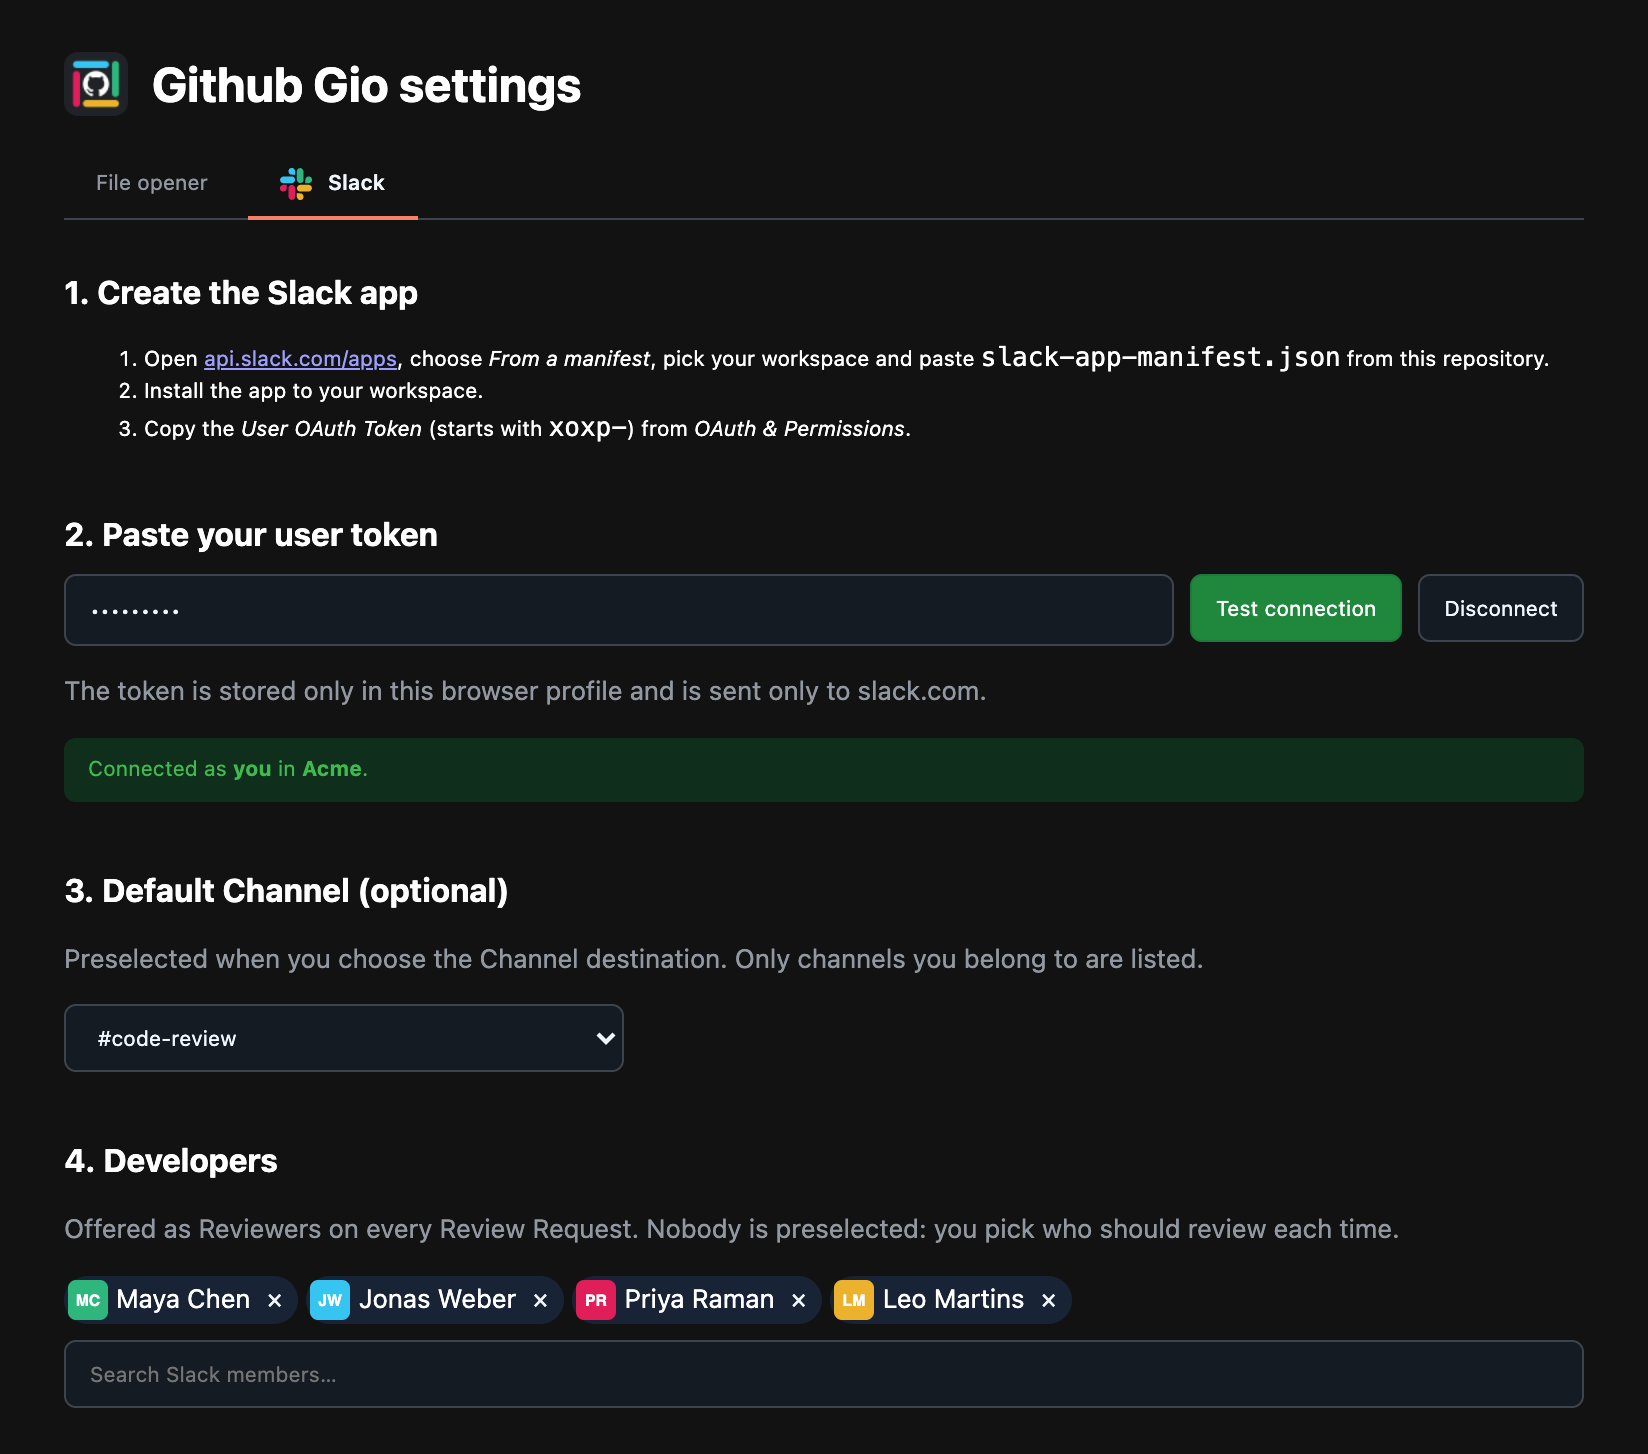 Github Gio settings
File opener
Slack
1. Create the Slack app
1. Open api.slack.com/apps, choose From a manifest, pick your workspace and paste slack-app-manifest.json from this repository.
2. Install the app to your workspace.
3. Copy the User OAuth Token (starts with xoxp-) from OAuth & Permissions.
2. Paste your user token
•••••••••
Test connection
Disconnect
The token is stored only in this browser profile and is sent only to slack.com.
Connected as you in Acme.
3. Default Channel (optional)
Preselected when you choose the Channel destination. Only channels you belong to are listed.
#code-review
4. Developers
Offered as Reviewers on every Review Request. Nobody is preselected: you pick who should review each time.
MC Maya Chen × JW Jonas Weber × PR Priya Raman × LM Leo Martins ×
Search Slack members…